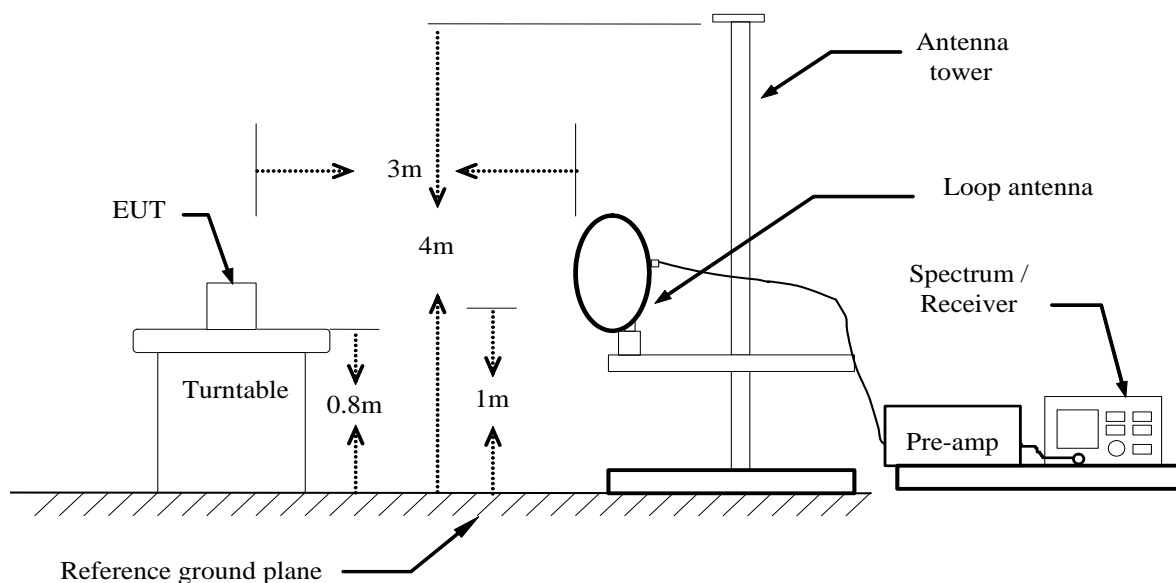 Antenna
tower
3m
Loop antenna
EUT
4m
Spectrum /
Receiver
Turntable
0.8m
1m
Pre-amp
Reference ground plane